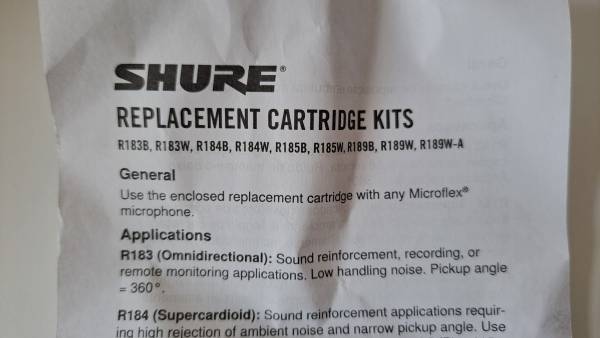 SHURE®
REPLACEMENT CARTRIDGE KITS
R183B, R183W, R184B, R184W, R185B, R185W, R189B, R189W, R189W-A
General
Use the enclosed replacement cartridge with any Microflex®
microphone.
Applications
R183 (Omnidirectional): Sound reinforcement, recording, or
remote monitoring applications. Low handling noise. Pickup angle
= 360°.
R184 (Supercardioid): Sound reinforcement applications requir-
ing high rejection of ambient noise and narrow pickup angle. Use